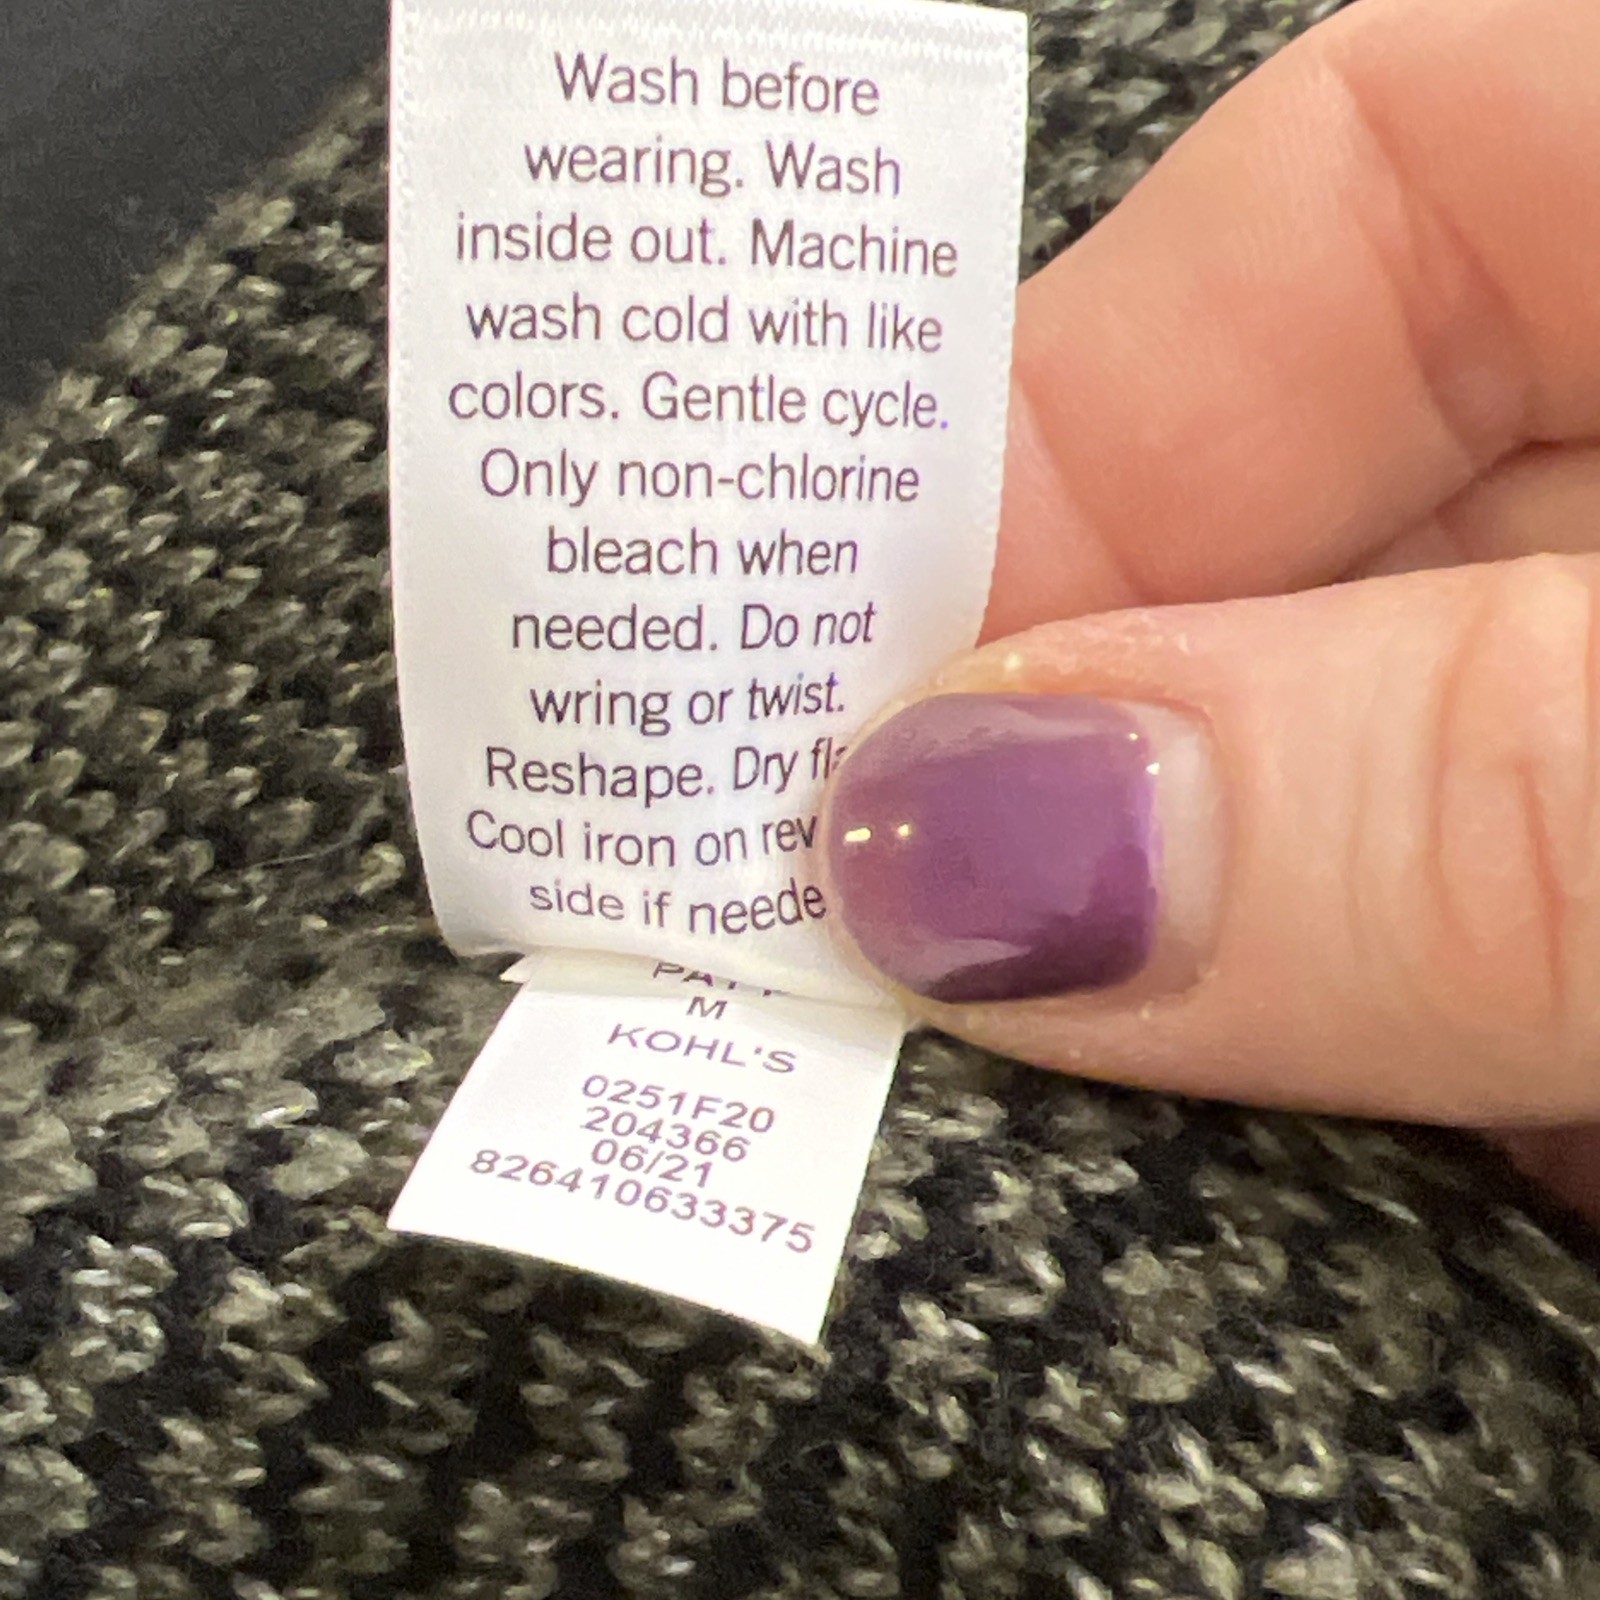 Wash before
wearing. Wash
inside out. Machine
wash cold with like
colors. Gentle cycle.
Only non-chlorine
bleach when
needed. Do not
wring or twist.
Reshape. Dry
Cool iron on
side if
M
KOHL'S
0251F20
204366
06/21
826410633375